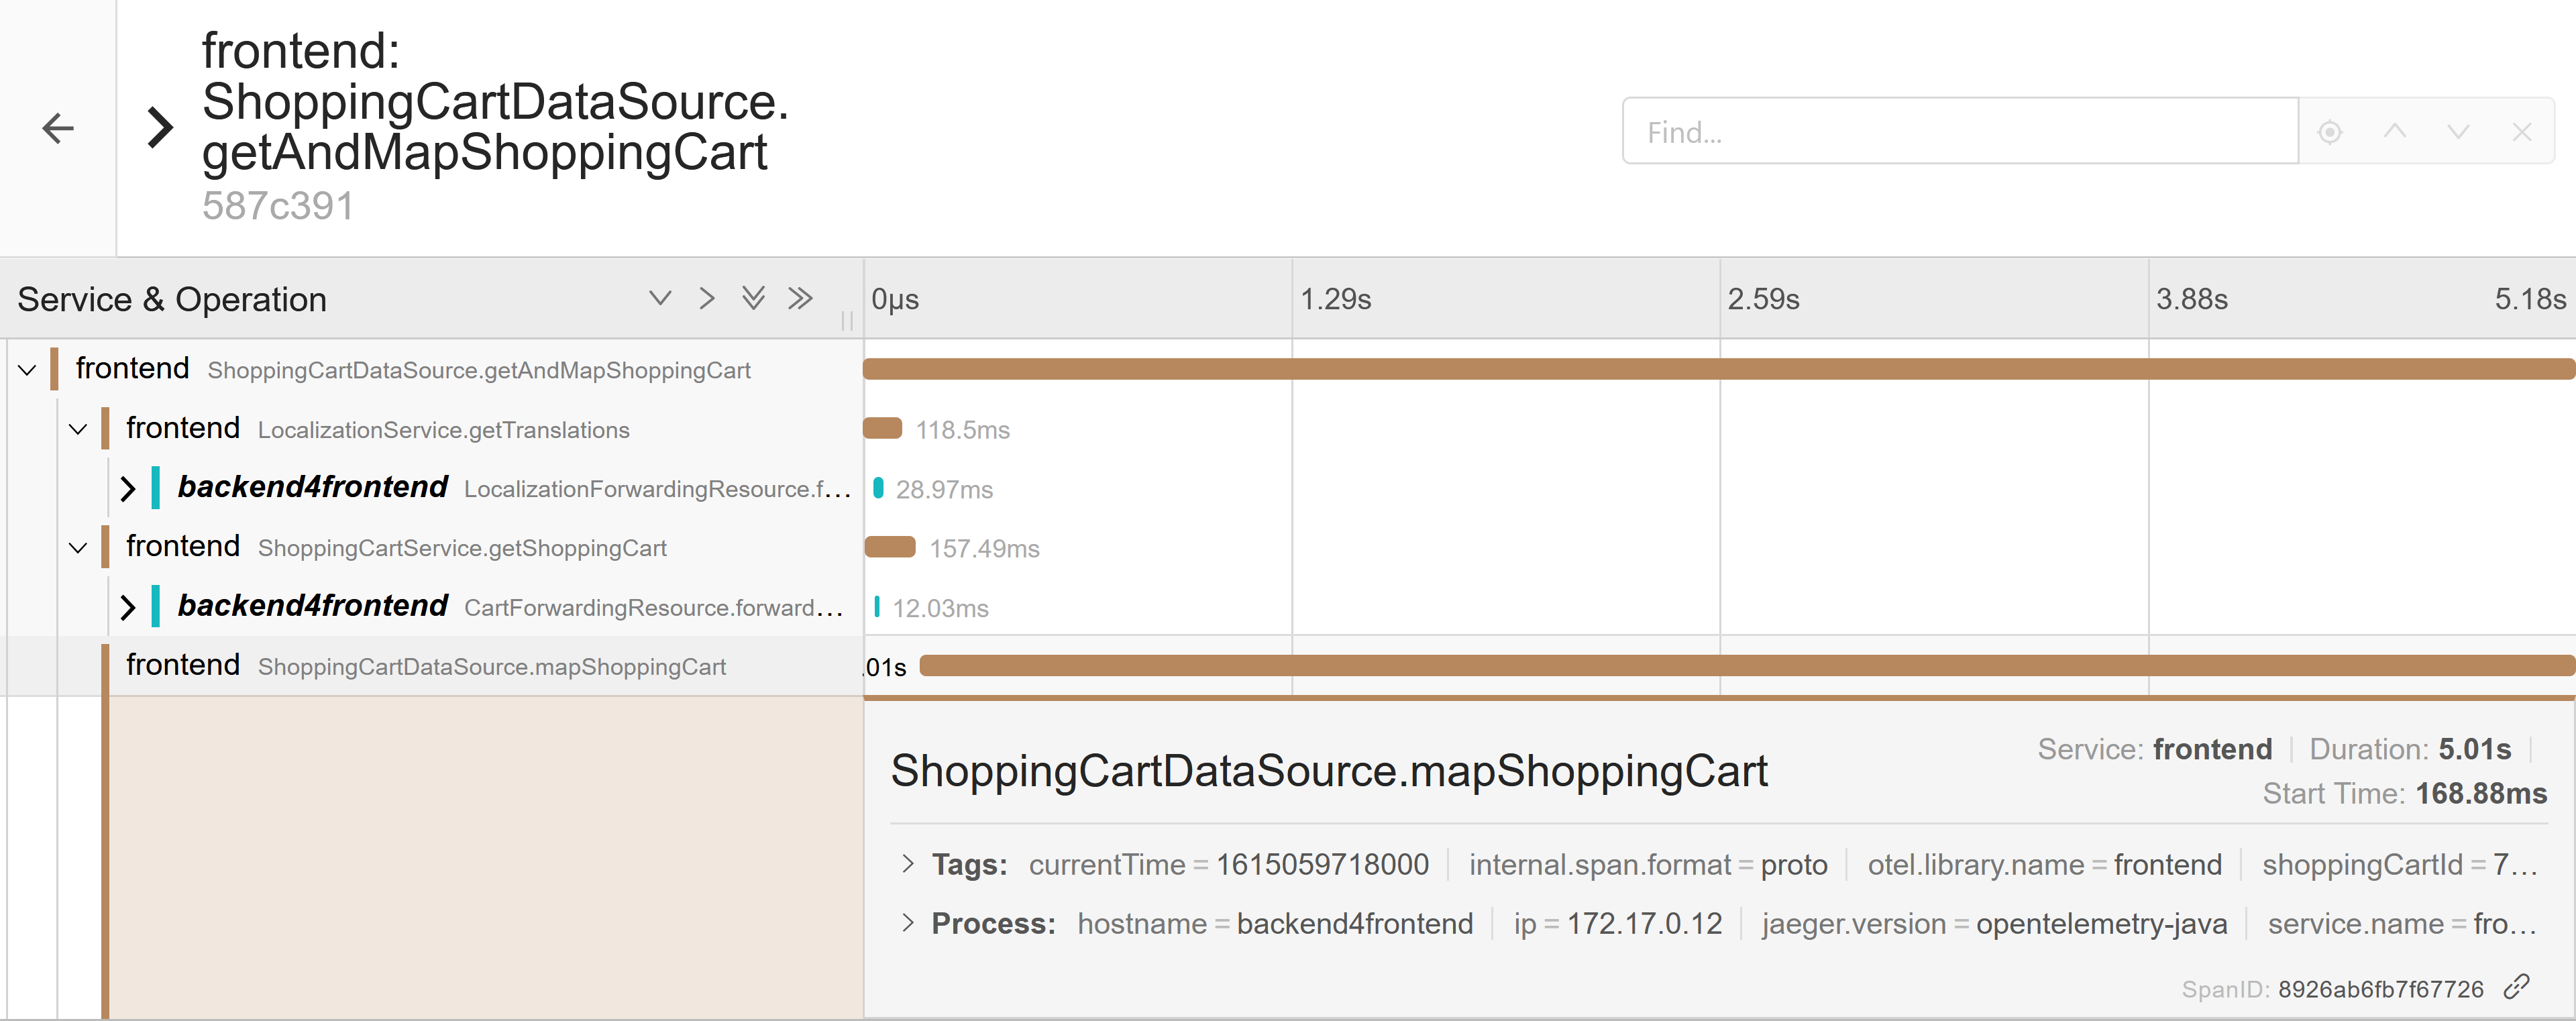 frontend:
ShoppingCartDataSource.
getAndMapShoppingCart
587c391
Find...
Service & Operation 0μs 1.29s 2.59s 3.88s 5.18s
frontend ShoppingCartDataSource.getAndMapShoppingCart
frontend LocalizationService.getTranslations 118.5ms
backend4frontend LocalizationForwardingResource.f... 28.97ms
frontend ShoppingCartService.getShoppingCart 157.49ms
backend4frontend CartForwardingResource.forward... 12.03ms
frontend ShoppingCartDataSource.mapShoppingCart .01s
ShoppingCartDataSource.mapShoppingCart
Service: frontend | Duration: 5.01s |
Start Time: 168.88ms
Tags: currentTime = 1615059718000 | internal.span.format = proto | otel.library.name = frontend | shoppingCartId = 7...
Process: hostname = backend4frontend | ip = 172.17.0.12 | jaeger.version = opentelemetry-java | service.name = fro...
SpanID: 8926ab6fb7f67726